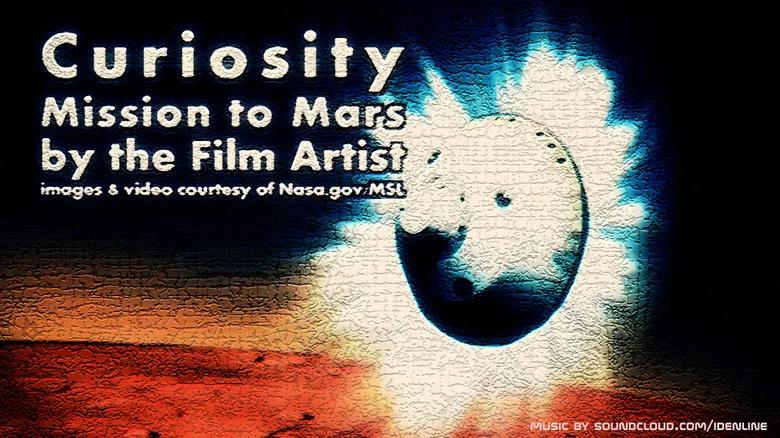 Curiosity
Mission to Mars
by the Film Artist
images & video courtesy of Nasa.gov/MSL
MUSIC BY SOUNDCLOUD.COM/IDENLINE